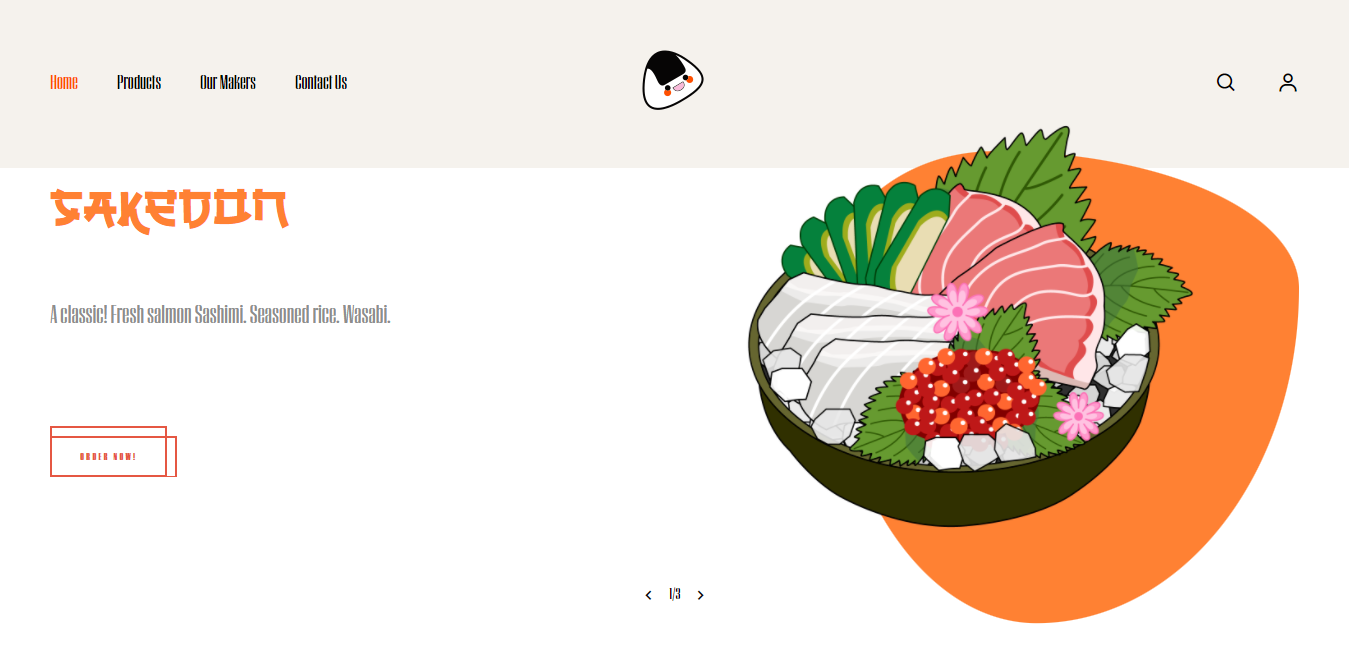 Home Products Our Makers Contact Us
SAKEDON
A classic! Fresh salmon Sashimi. Seasoned rice. Wasabi.
ORDER NOW!
1/3